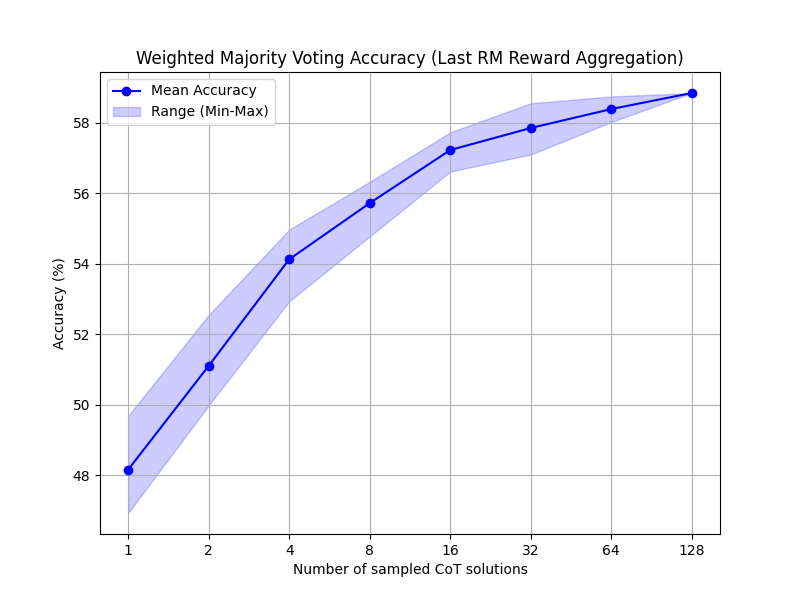 Weighted Majority Voting Accuracy (Last RM Reward Aggregation)
Mean Accuracy
Range (Min-Max)
Accuracy (%)
58
56
54
52
50
48
1 2 4 8 16 32 64 128
Number of sampled CoT solutions